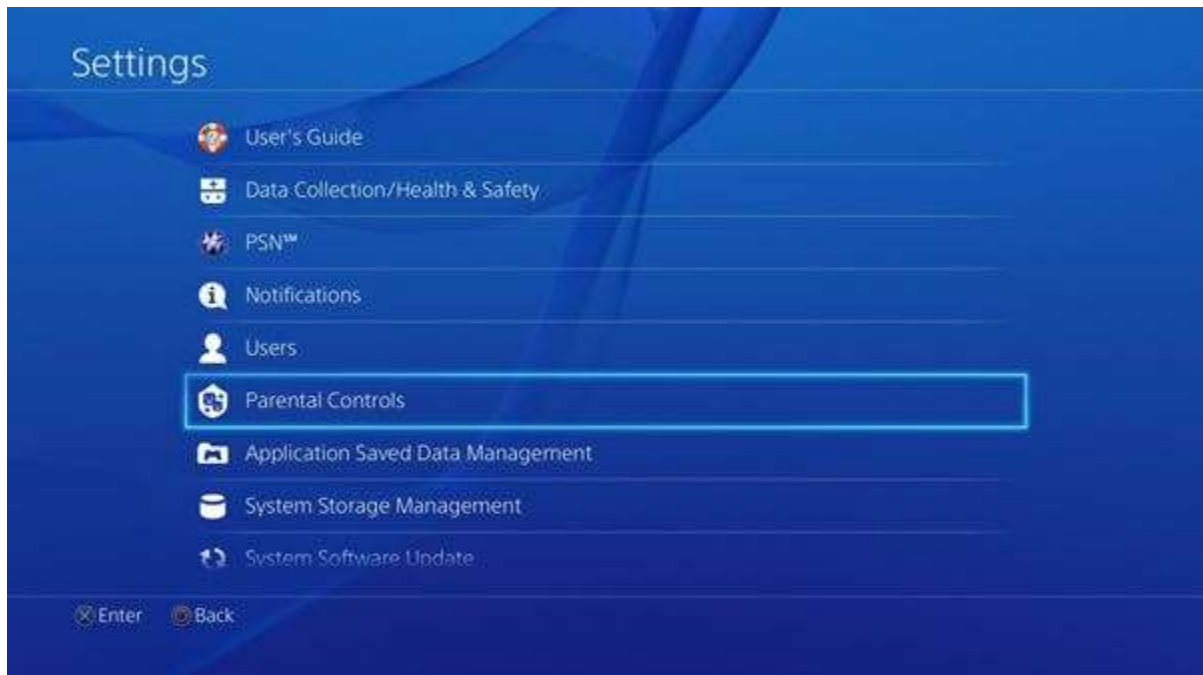 Settings
User's Guide
Data Collection/Health & Safety
PSN℠
Notifications
Users
Parental Controls
Application Saved Data Management
System Storage Management
System Software Update
Enter Back